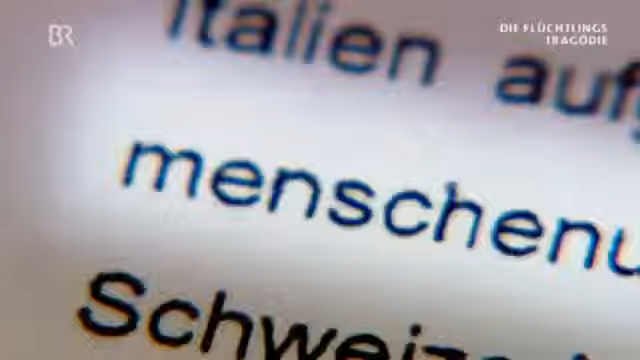 BR
DIE FLÜCHTLINGS
TRAGÖDIE
Italien auf
menschenu
Schweiz